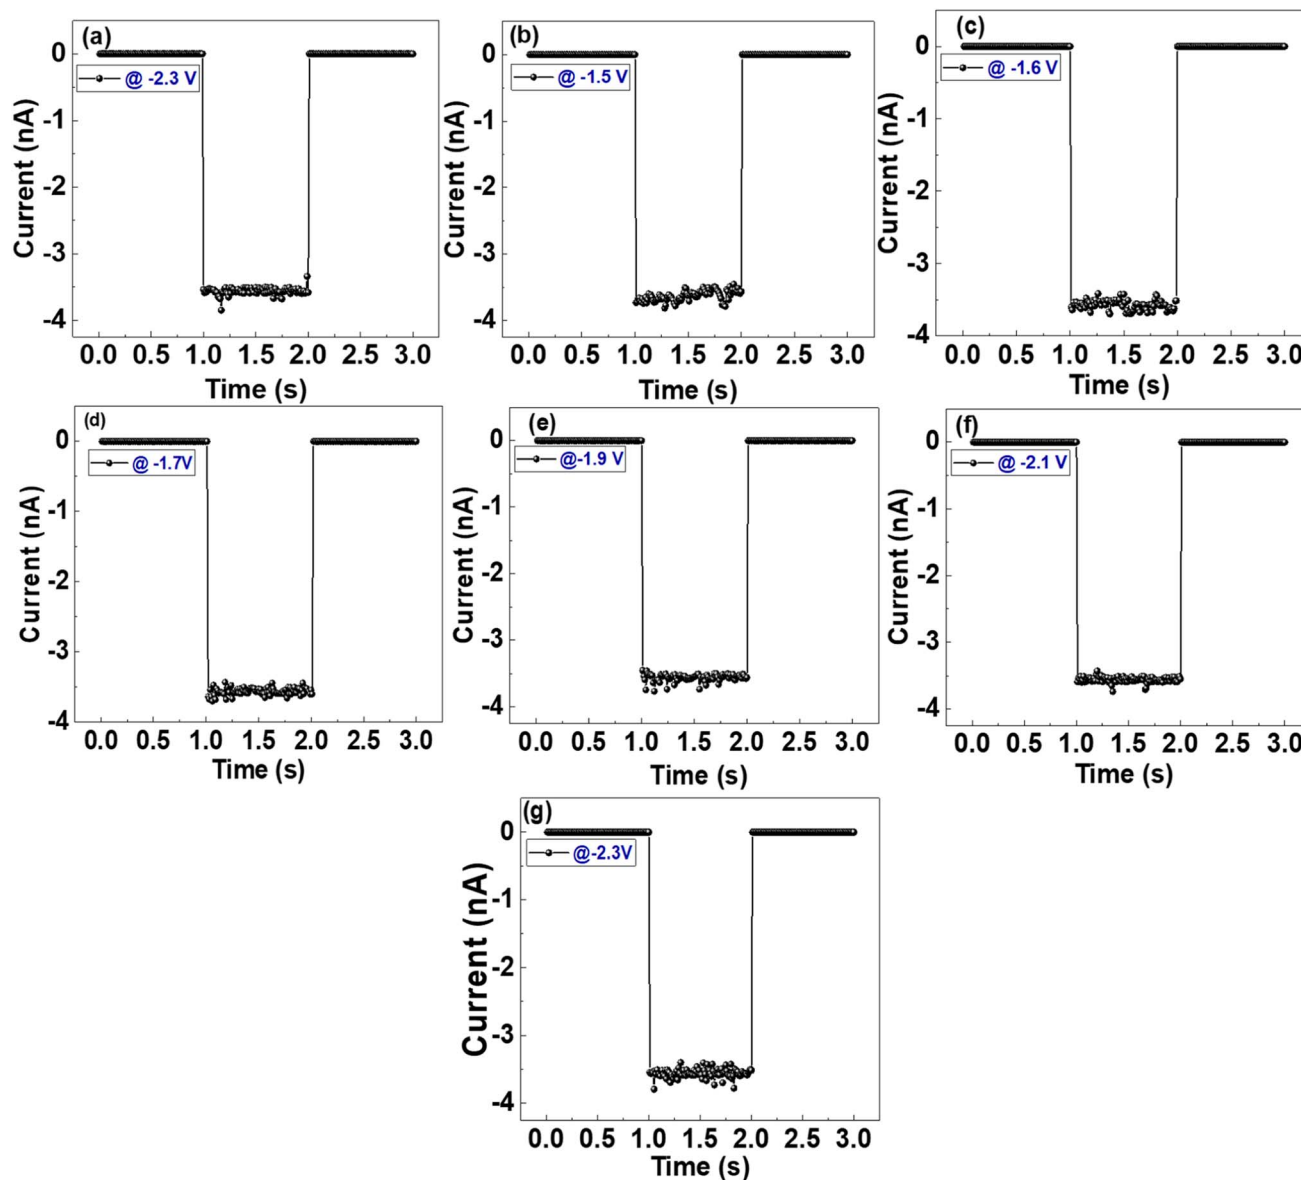 (a)
@ -2.3 V
0
-1
-2
-3
-4
Current (nA)
0.0 0.5 1.0 1.5 2.0 2.5 3.0
Time (s)
(b)
@ -1.5 V
0
-1
-2
-3
-4
Current (nA)
0.0 0.5 1.0 1.5 2.0 2.5 3.0
Time (s)
(c)
@ -1.6 V
0
-1
-2
-3
-4
Current (nA)
0.0 0.5 1.0 1.5 2.0 2.5 3.0
Time (s)
(d)
@ -1.7V
0
-1
-2
-3
-4
Current (nA)
0.0 0.5 1.0 1.5 2.0 2.5 3.0
Time (s)
(e)
@-1.9 V
0
-1
-2
-3
-4
Current (nA)
0.0 0.5 1.0 1.5 2.0 2.5 3.0
Time (s)
(f)
@ -2.1 V
0
-1
-2
-3
-4
Current (nA)
0.0 0.5 1.0 1.5 2.0 2.5 3.0
Time (s)
(g)
@-2.3V
0
-1
-2
-3
-4
Current (nA)
0.0 0.5 1.0 1.5 2.0 2.5 3.0
Time (s)